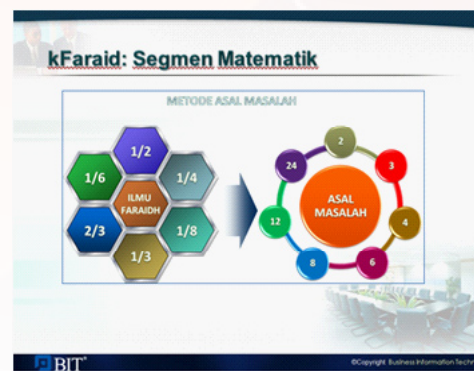 kFaraid: Segmen Matematik
METODE ASAL MASALAH
1/2
1/6
1/4
ILMU
FARAIDH
2/3
1/8
1/3
2
24
3
ASAL
MASALAH
12
4
8
6
BIT
©Copyright Business Information Techn